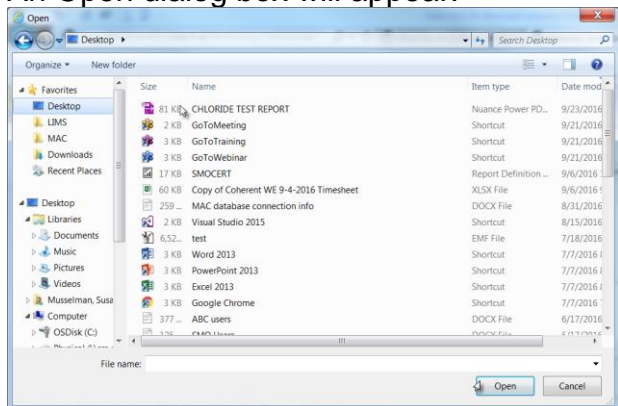 An Open dialog box will appear.
Open
Desktop
Search Desktop
Organize New folder
Size Name Item type Date mod
Favorites
Desktop
LIMS
MAC
Downloads
Recent Places
Desktop
Libraries
Documents
Music
Pictures
Videos
Musselman, Susa
Computer
OSDisk (C:)
81 KB CHLORIDE TEST REPORT Nuance Power PD... 9/23/2016
2 KB GoToMeeting Shortcut 9/21/2016
3 KB GoToTraining Shortcut 9/21/2016
3 KB GoToWebinar Shortcut 9/21/2016
17 KB SMOCERT Report Definition ... 9/6/2016
60 KB Copy of Coherent WE 9-4-2016 Timesheet XLSX File 9/6/2016
259 ... MAC database connection info DOCX File 8/31/2016
2 KB Visual Studio 2015 Shortcut 8/15/2016
6,52... test EMF File 7/18/2016
3 KB Word 2013 Shortcut 7/7/2016
3 KB PowerPoint 2013 Shortcut 7/7/2016
3 KB Excel 2013 Shortcut 7/7/2016
3 KB Google Chrome Shortcut 7/7/2016
377 ... ABC users DOCX File 6/17/2016
File name:
Open Cancel